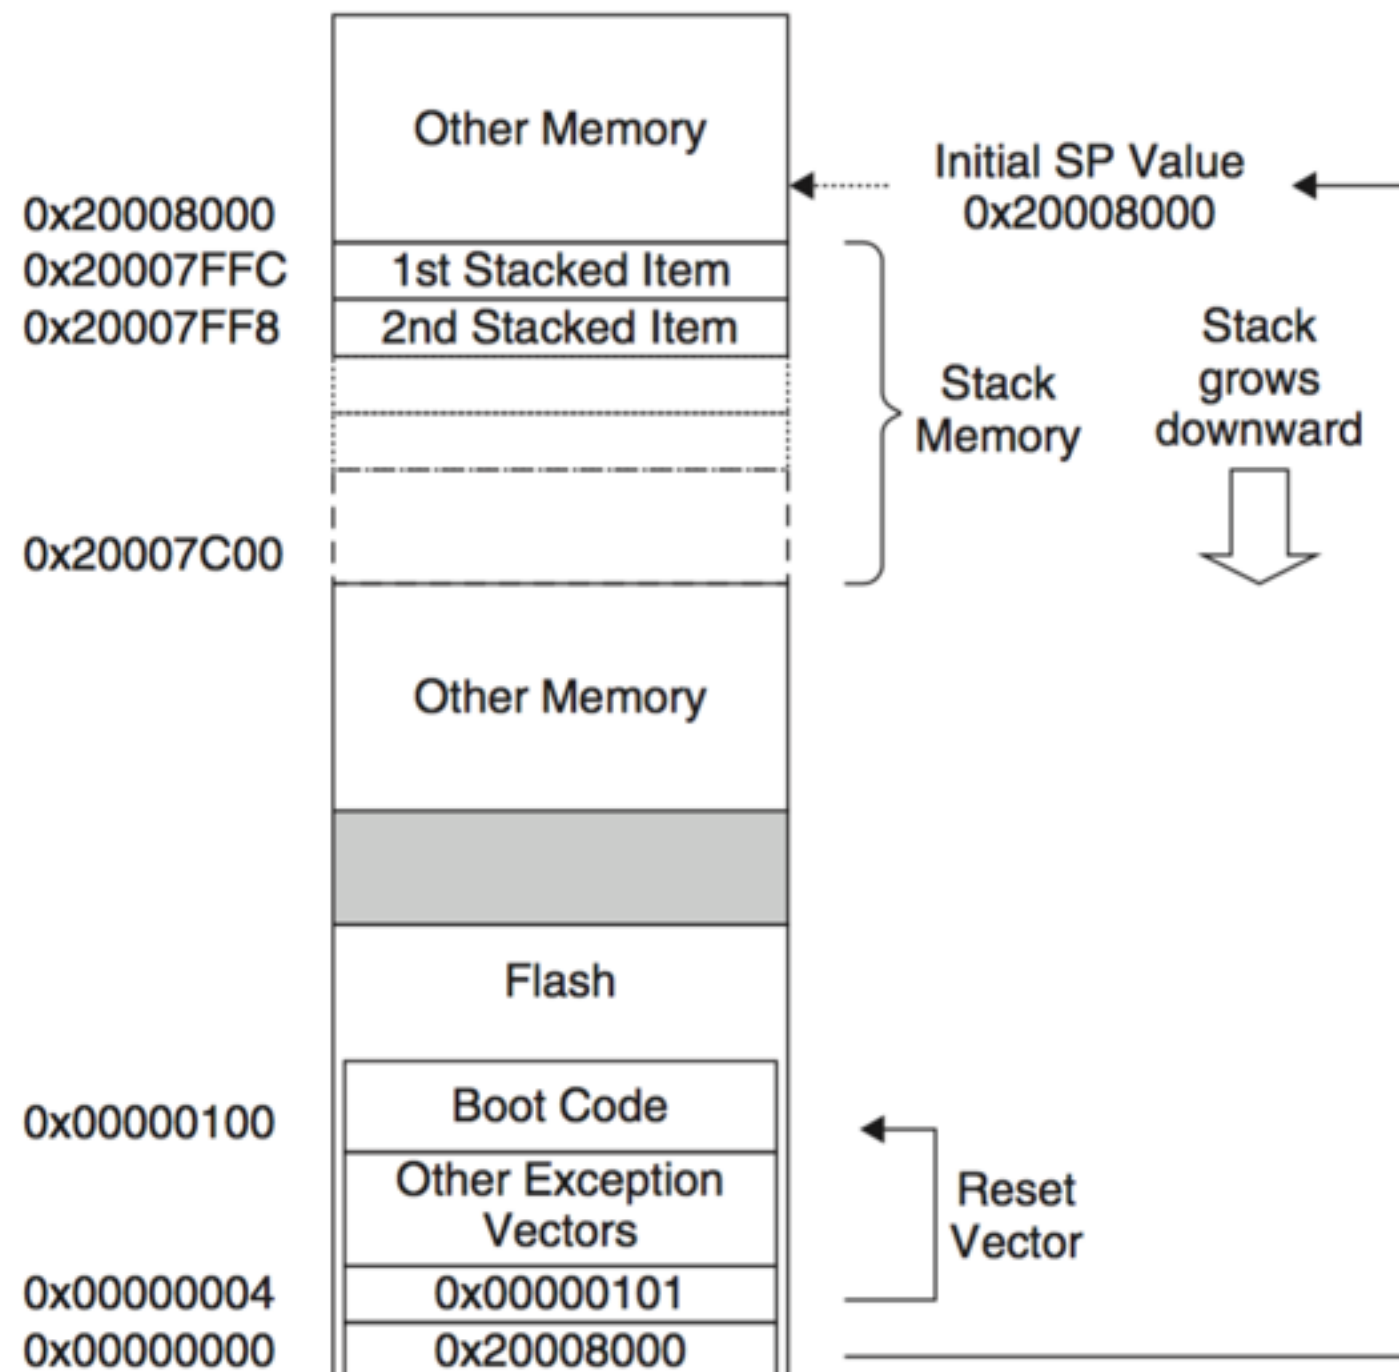 Other Memory
Initial SP Value
0x20008000
0x20008000
0x20007FFC
1st Stacked Item
0x20007FF8
2nd Stacked Item
Stack
Memory
Stack
grows
downward
0x20007C00
Other Memory
Flash
0x00000100
Boot Code
Other Exception
Vectors
Reset
Vector
0x00000004
0x00000101
0x00000000
0x20008000